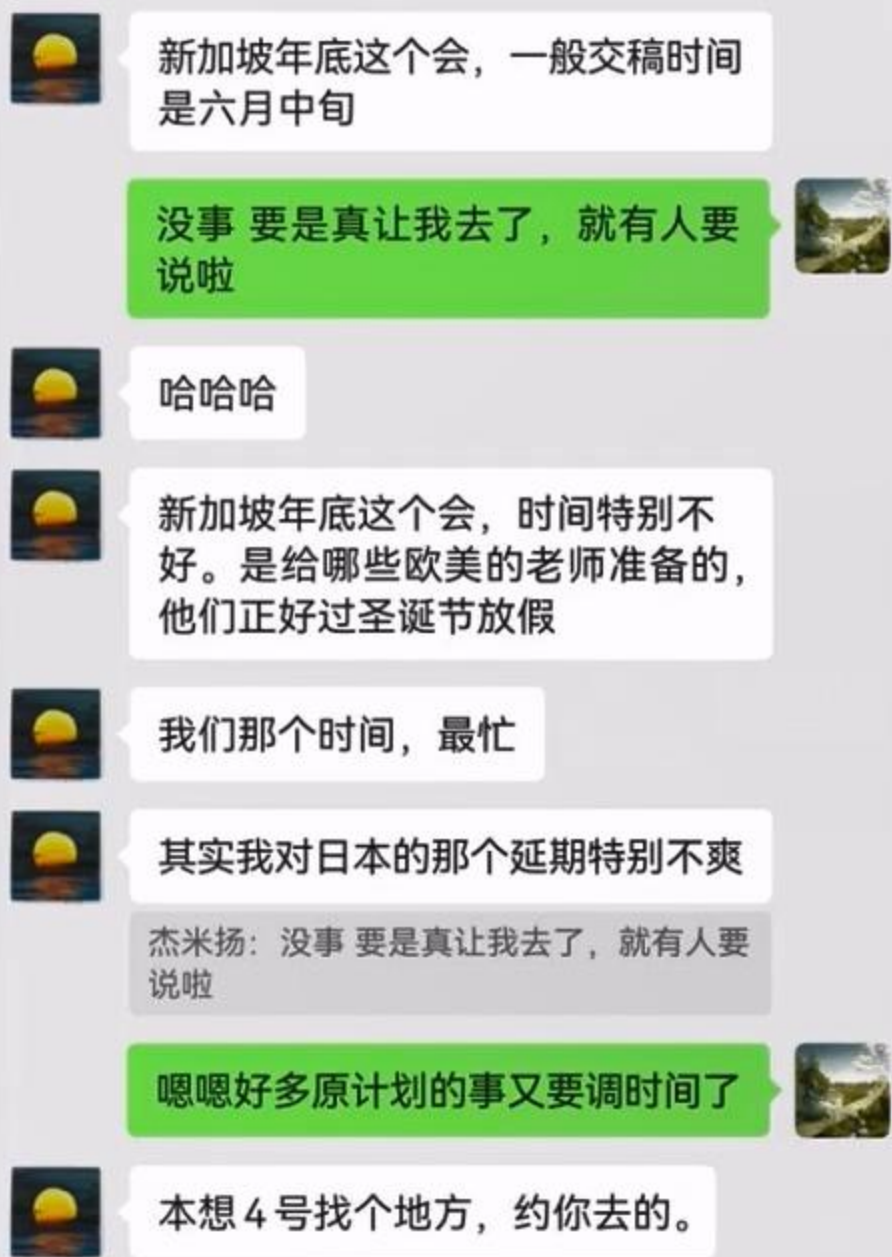 新加坡年底这个会，一般交稿时间
是六月中旬
没事 要是真让我去了，就有人要
说啦
哈哈哈
新加坡年底这个会，时间特别不
好。是给哪些欧美的老师准备的，
他们正好过圣诞节放假
我们那个时间，最忙
其实我对日本的那个延期特别不爽
杰米扬：没事 要是真让我去了，就有人要
说啦
嗯嗯好多原计划的事又要调时间了
本想4号找个地方，约你去的。